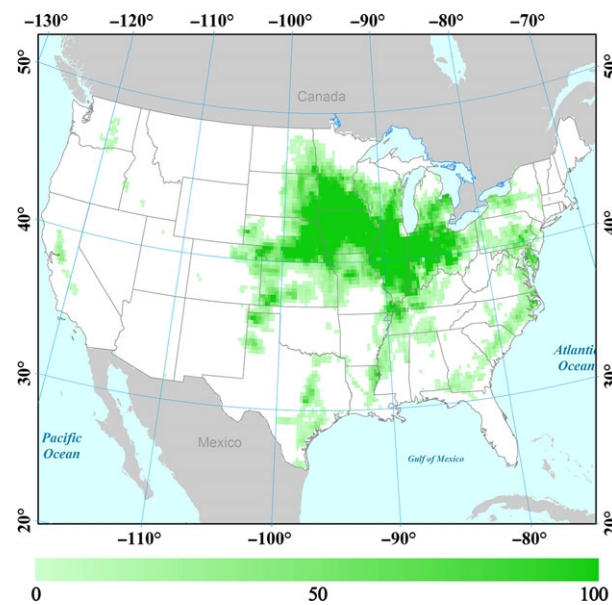 −130° −120° −110° −100° −90° −80° −70°
50° 50°
Canada
40° 40°
Atlantic
Ocean
30° 30°
Pacific
Ocean
Mexico
Gulf of Mexico
20° 20°
−110° −100° −90° −80°
0 50 100